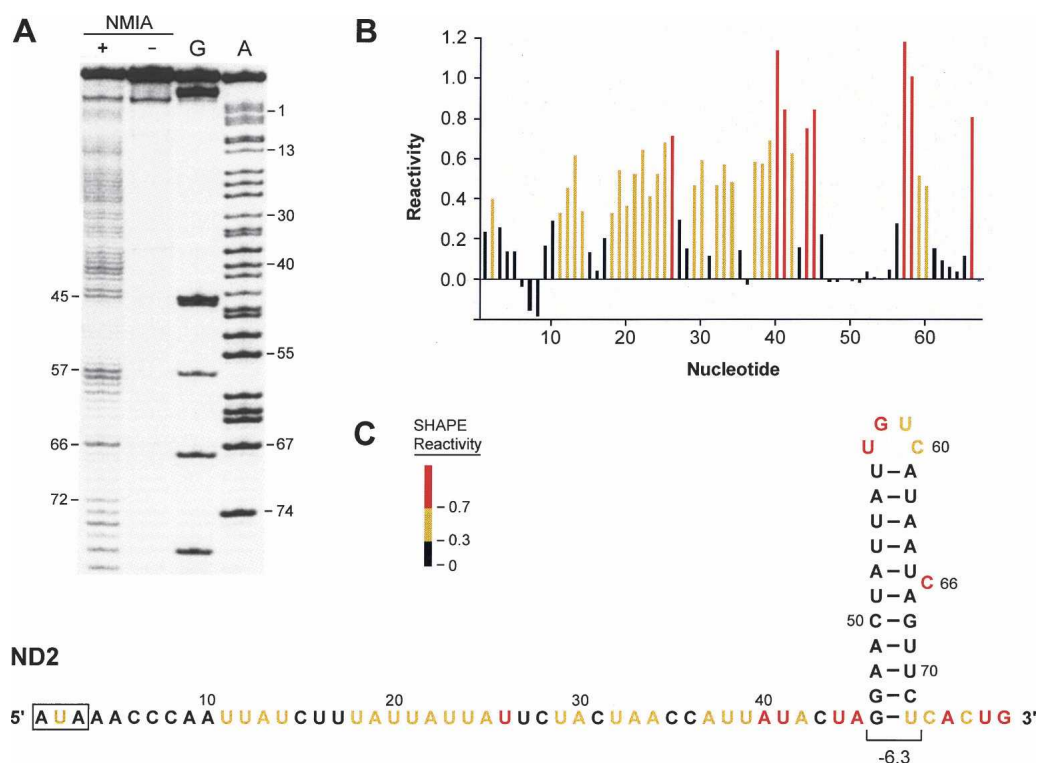 A
NMIA
+ − G A
1
13
30
40
45
55
57
66
67
72
74
B
Reactivity
1.2
1.0
0.8
0.6
0.4
0.2
0.0
10 20 30 40 50 60
Nucleotide
C
SHAPE
Reactivity
0.7
0.3
0
G U
U C 60
U–A
A–U
U–A
U–A
A–U C 66
U–A
50 C–G
A–U
A–U 70
G–C
ND2
10 20 30 40
5' AUAAACCCAAUUAUCUUUAUUAUUAUUCUACUAACCAUUAUACUAG–UCACUG 3'
-6.3